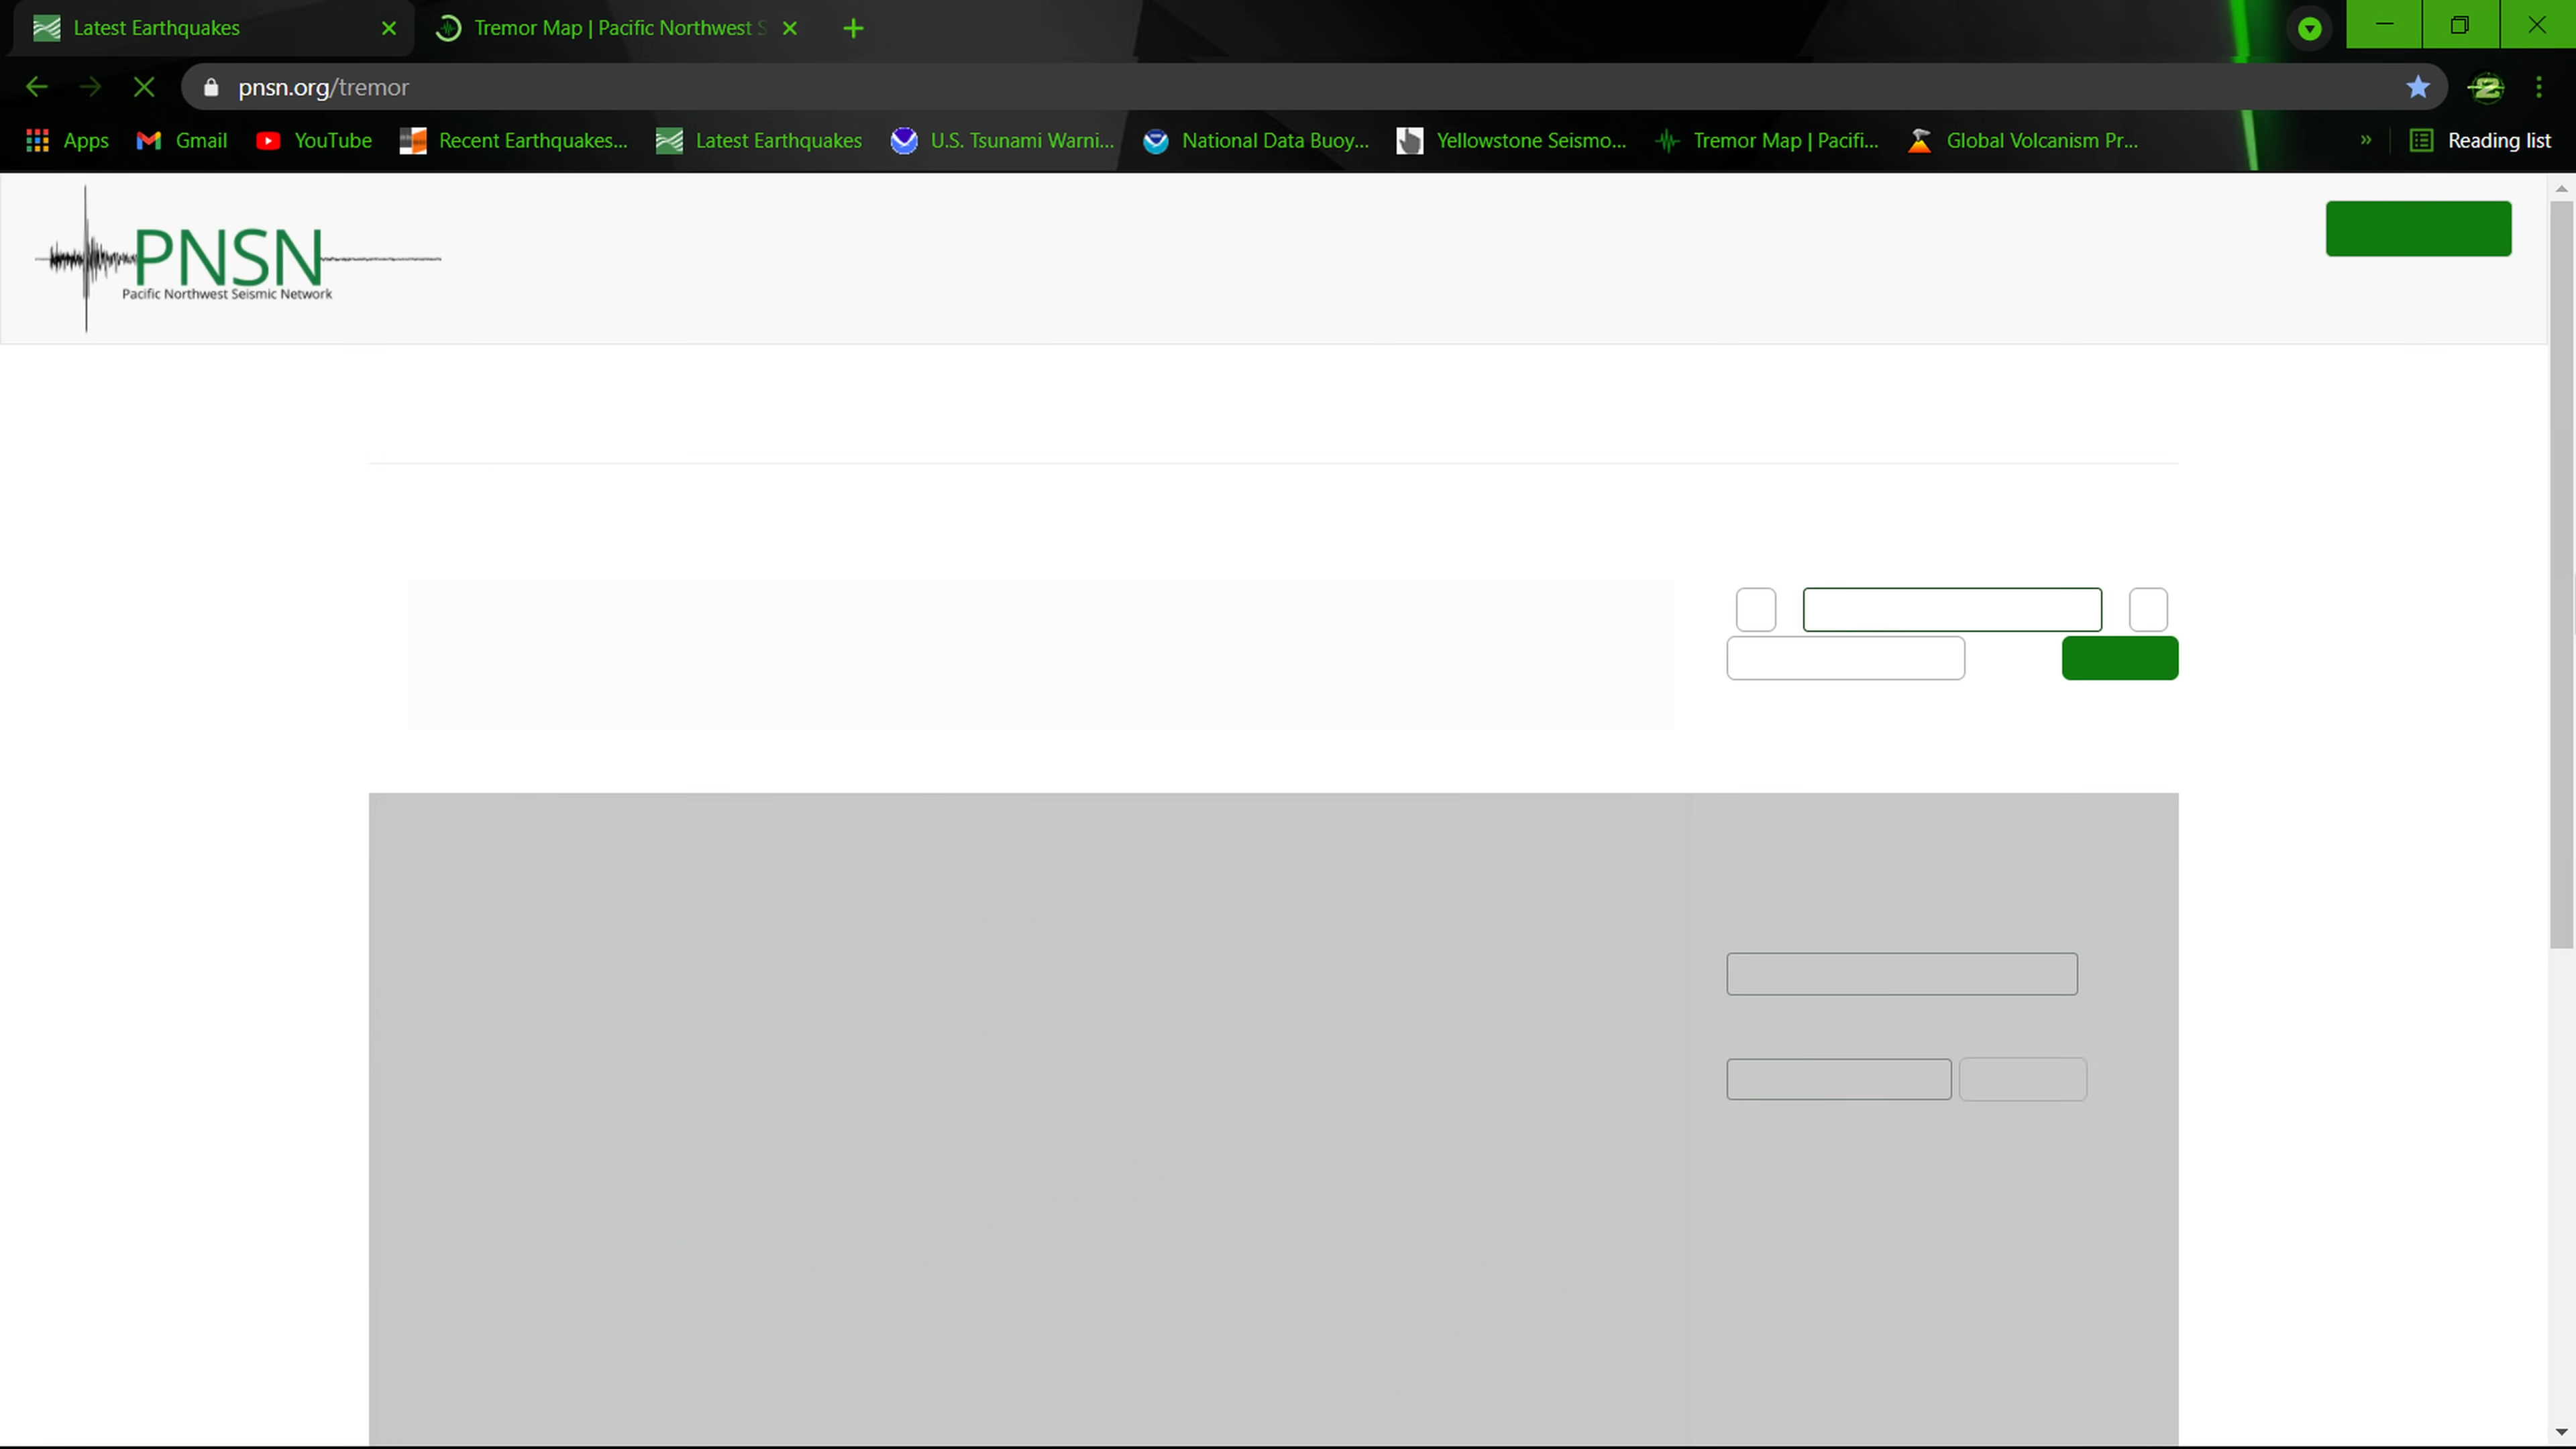 Latest Earthquakes
Tremor Map | Pacific Northwest S
pnsn.org/tremor
Apps
Gmail
YouTube
Recent Earthquakes...
Latest Earthquakes
U.S. Tsunami Warni...
National Data Buoy...
Yellowstone Seismo...
Tremor Map | Pacifi...
Global Volcanism Pr...
»
Reading list
PNSN
Pacific Northwest Seismic Network